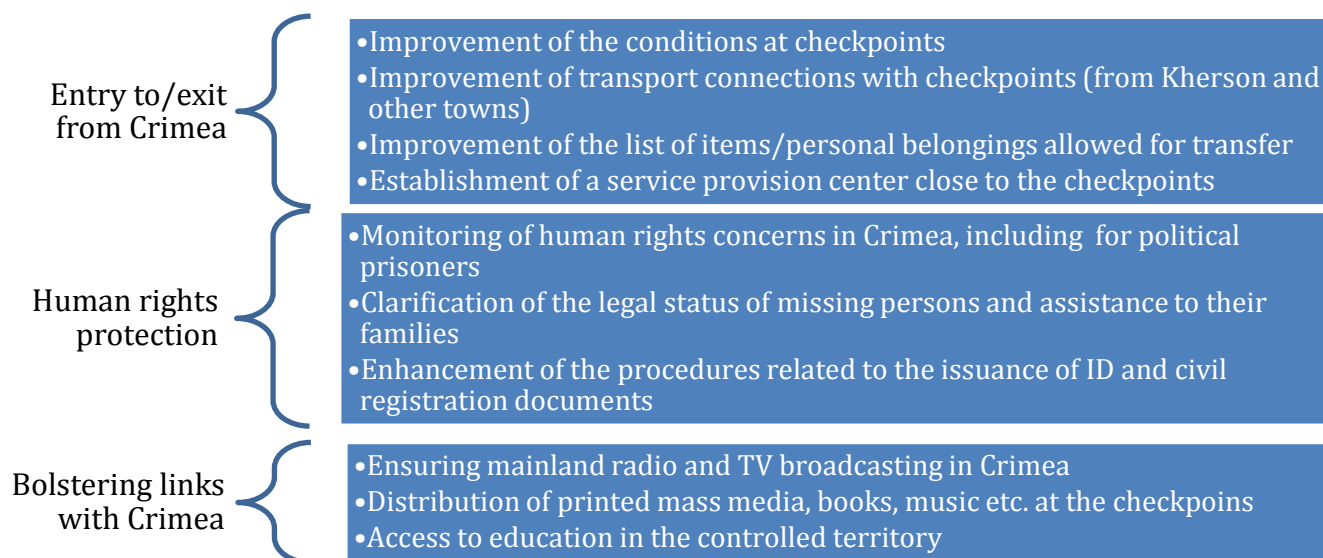 Entry to/exit
from Crimea
•Improvement of the conditions at checkpoints
•Improvement of transport connections with checkpoints (from Kherson and
other towns)
•Improvement of the list of items/personal belongings allowed for transfer
•Establishment of a service provision center close to the checkpoints
Human rights
protection
•Monitoring of human rights concerns in Crimea, including for political
prisoners
•Clarification of the legal status of missing persons and assistance to their
families
•Enhancement of the procedures related to the issuance of ID and civil
registration documents
Bolstering links
with Crimea
•Ensuring mainland radio and TV broadcasting in Crimea
•Distribution of printed mass media, books, music etc. at the checkpoins
•Access to education in the controlled territory